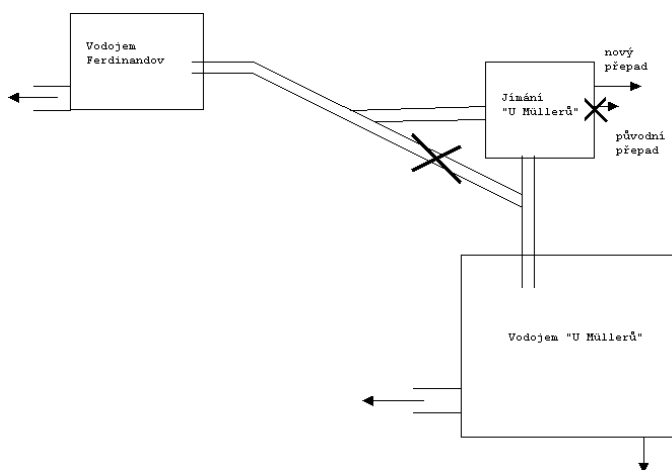 Vodojem
Ferdinandov
nový
přepad
Jímání
"U Müllerů"
původní
přepad
Vodojem "U Müllerů"